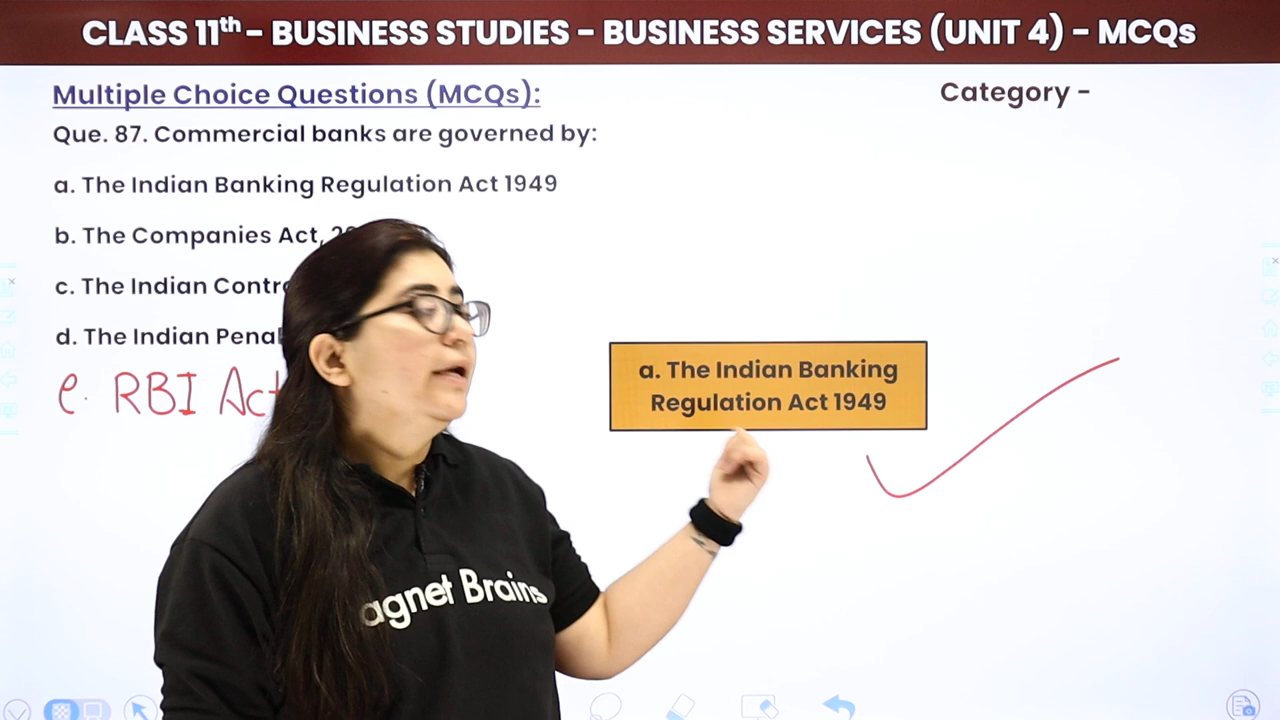 CLASS 11th - BUSINESS STUDIES - BUSINESS SERVICES (UNIT 4) - MCQs
Multiple Choice Questions (MCQs):
Category -
Que. 87. Commercial banks are governed by:
a. The Indian Banking Regulation Act 1949
b. The Companies Act,
c. The Indian
d. The Indian
e. RBI Act
a. The Indian Banking
Regulation Act 1949
agnet Brains